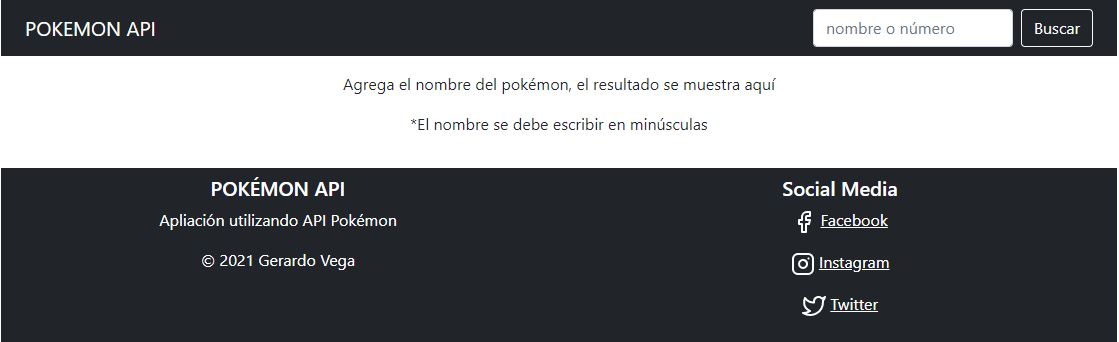 POKEMON API
nombre o número
Buscar
Agrega el nombre del pokémon, el resultado se muestra aquí
*El nombre se debe escribir en minúsculas
POKÉMON API
Apliación utilizando API Pokémon
© 2021 Gerardo Vega
Social Media
Facebook
Instagram
Twitter